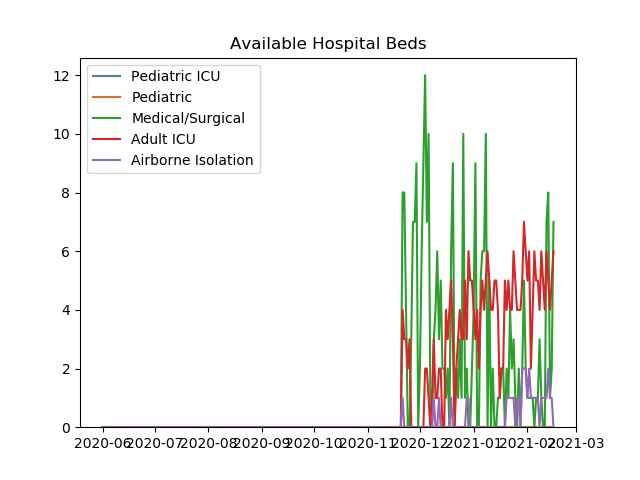 Available Hospital Beds
Pediatric ICU
Pediatric
Medical/Surgical
Adult ICU
Airborne Isolation
12
10
8
6
4
2
0
2020-06 2020-07 2020-08 2020-09 2020-10 2020-11 2020-12 2021-01 2021-02 2021-03